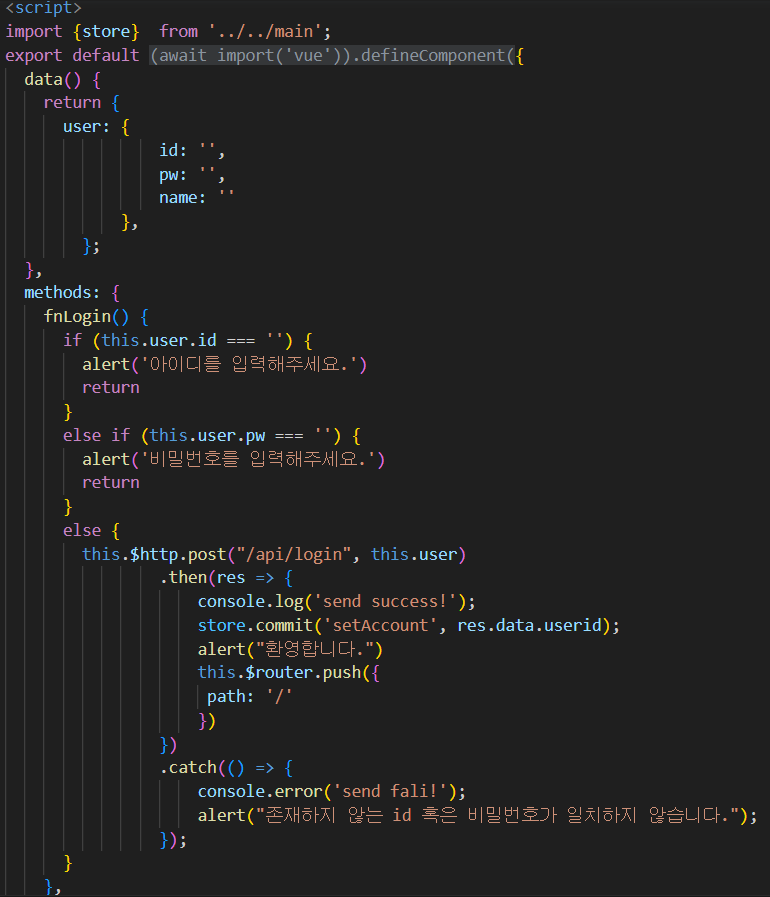 <script>
import {store}  from '../../main';
export default (await import('vue')).defineComponent({
  data() {
    return {
      user: {
                id: '',
                pw: '',
                name: ''
            },
        };
  },
  methods: {
    fnLogin() {
      if (this.user.id === '') {
        alert('아이디를 입력해주세요.')
        return
      }
      else if (this.user.pw === '') {
        alert('비밀번호를 입력해주세요.')
        return
      }
      else {
        this.$http.post("/api/login", this.user)
                .then(res => {
                    console.log('send success!');
                    store.commit('setAccount', res.data.userid);
                    alert("환영합니다.")
                    this.$router.push({
                     path: '/'
                    })
                })
                .catch(() => {
                    console.error('send fali!');
                    alert("존재하지 않는 id 혹은 비밀번호가 일치하지 않습니다.");
                });
      }
    },